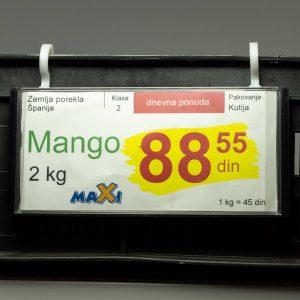 Zemlja porekla
Španija
Klasa
2
dnevna ponuda
Pakovanje
Kutija
Mango
2 kg
88 55
din
MAXI
1 kg = 45 din